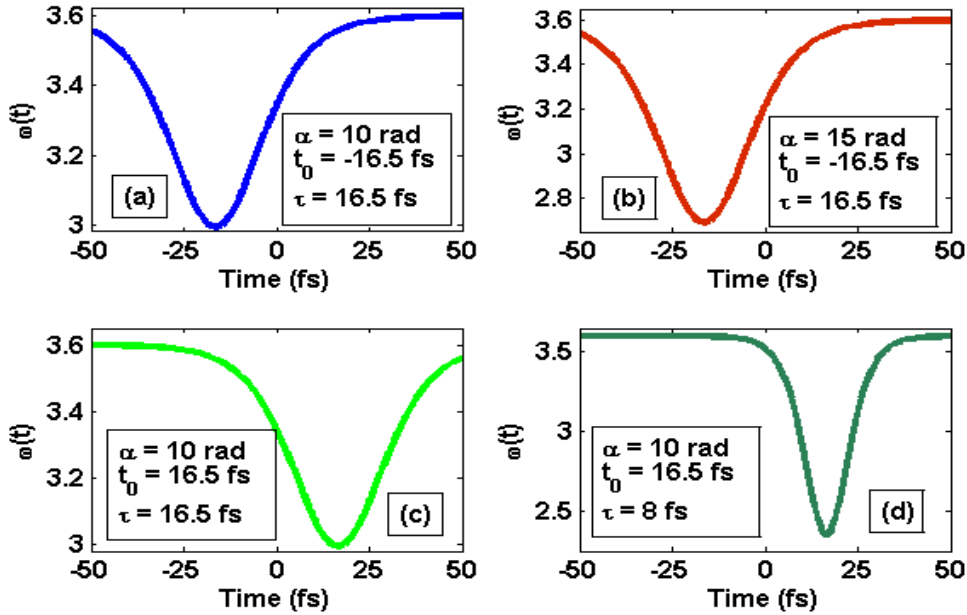 3.6
3.4
3.2
3
ω(t)
α = 10 rad
t0 = -16.5 fs
τ = 16.5 fs
(a)
-50 -25 0 25 50
Time (fs)
3.6
3.4
3.2
3
2.8
ω(t)
α = 15 rad
t0 = -16.5 fs
τ = 16.5 fs
(b)
-50 -25 0 25 50
Time (fs)
3.6
3.4
3.2
3
ω(t)
α = 10 rad
t0 = 16.5 fs
τ = 16.5 fs
(c)
-50 -25 0 25 50
Time (fs)
3.5
3
2.5
ω(t)
α = 10 rad
t0 = 16.5 fs
τ = 8 fs
(d)
-50 -25 0 25 50
Time (fs)